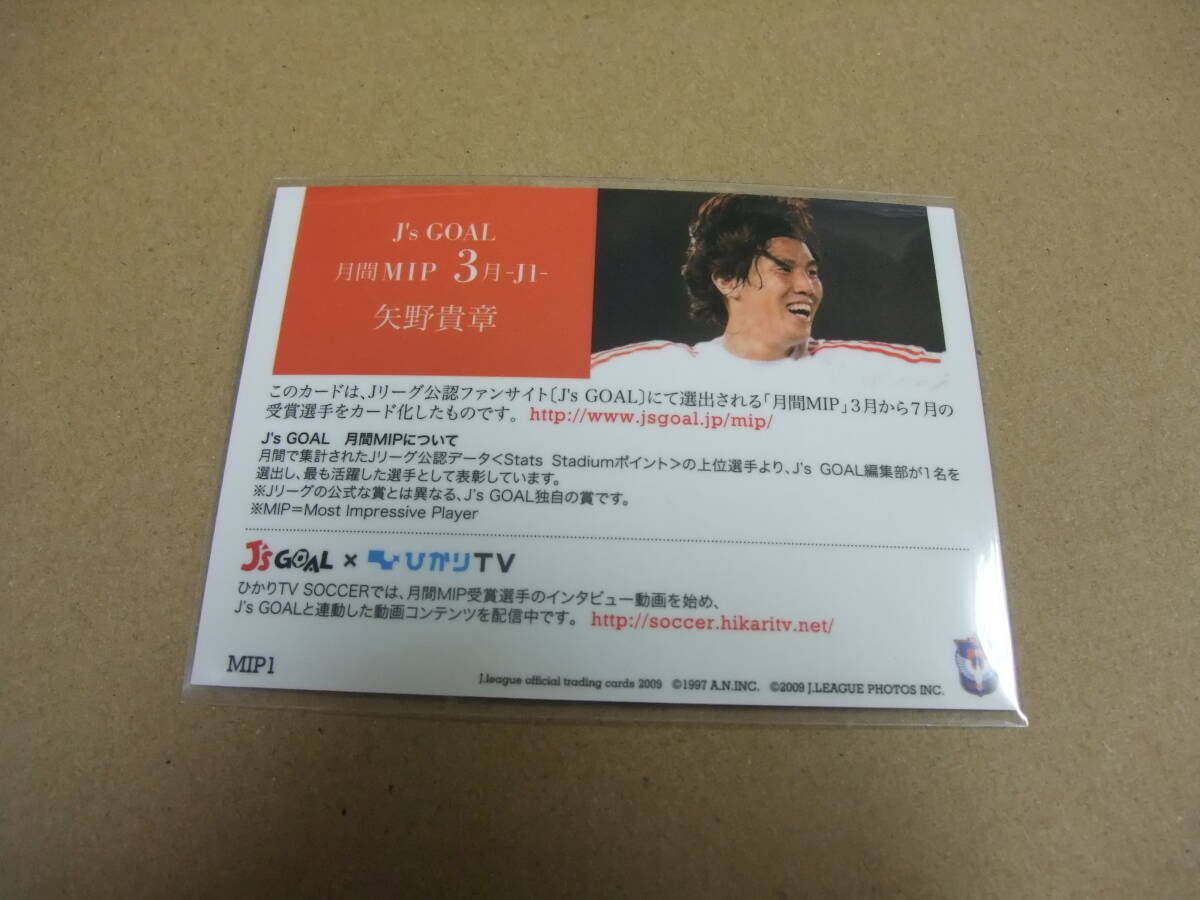 J's GOAL
月間MIP 3月-J1-
矢野貴章
このカードは、Jリーグ公認ファンサイト〔J's GOAL〕にて選出される「月間MIP」3月から7月の
受賞選手をカード化したものです。 http://www.jsgoal.jp/mip/
J's GOAL 月間MIPについて
月間で集計されたJリーグ公認データ<Stats Stadiumポイント>の上位選手より、J's GOAL編集部が1名を
選出し、最も活躍した選手として表彰しています。
※Jリーグの公式な賞とは異なる、J's GOAL独自の賞です。
※MIP=Most Impressive Player
J's GOAL × ひかりTV
ひかりTV SOCCERでは、月間MIP受賞選手のインタビュー動画を始め、
J's GOALと連動した動画コンテンツを配信中です。 http://soccer.hikaritv.net/
MIP1
J.league official trading cards 2009 ©1997 A.N.INC. ©2009 J.LEAGUE PHOTOS INC.